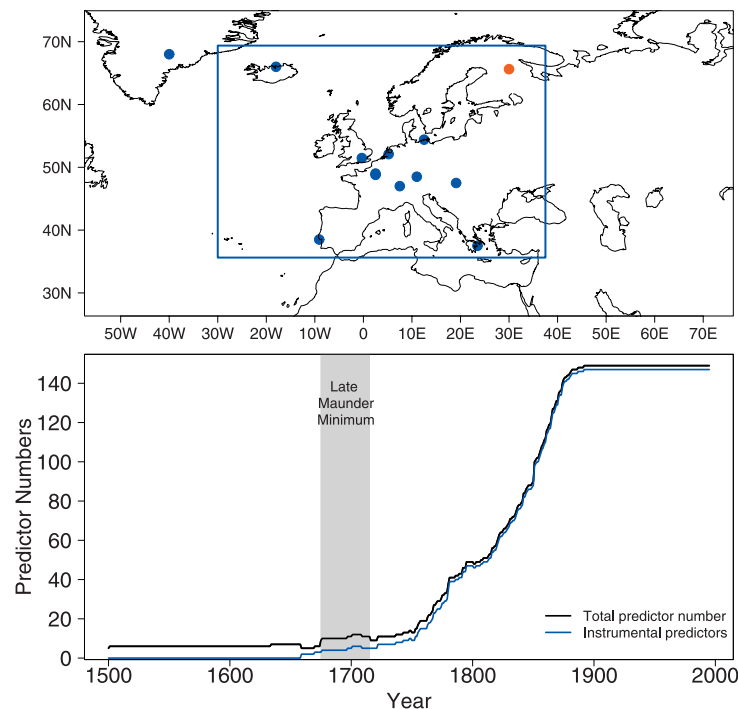 70N
60N
50N
40N
30N
50W 40W 30W 20W 10W 0 10E 20E 30E 40E 50E 60E 70E
140
120
100
80
60
40
20
0
Predictor Numbers
Late
Maunder
Minimum
Total predictor number
Instrumental predictors
1500 1600 1700 1800 1900 2000
Year